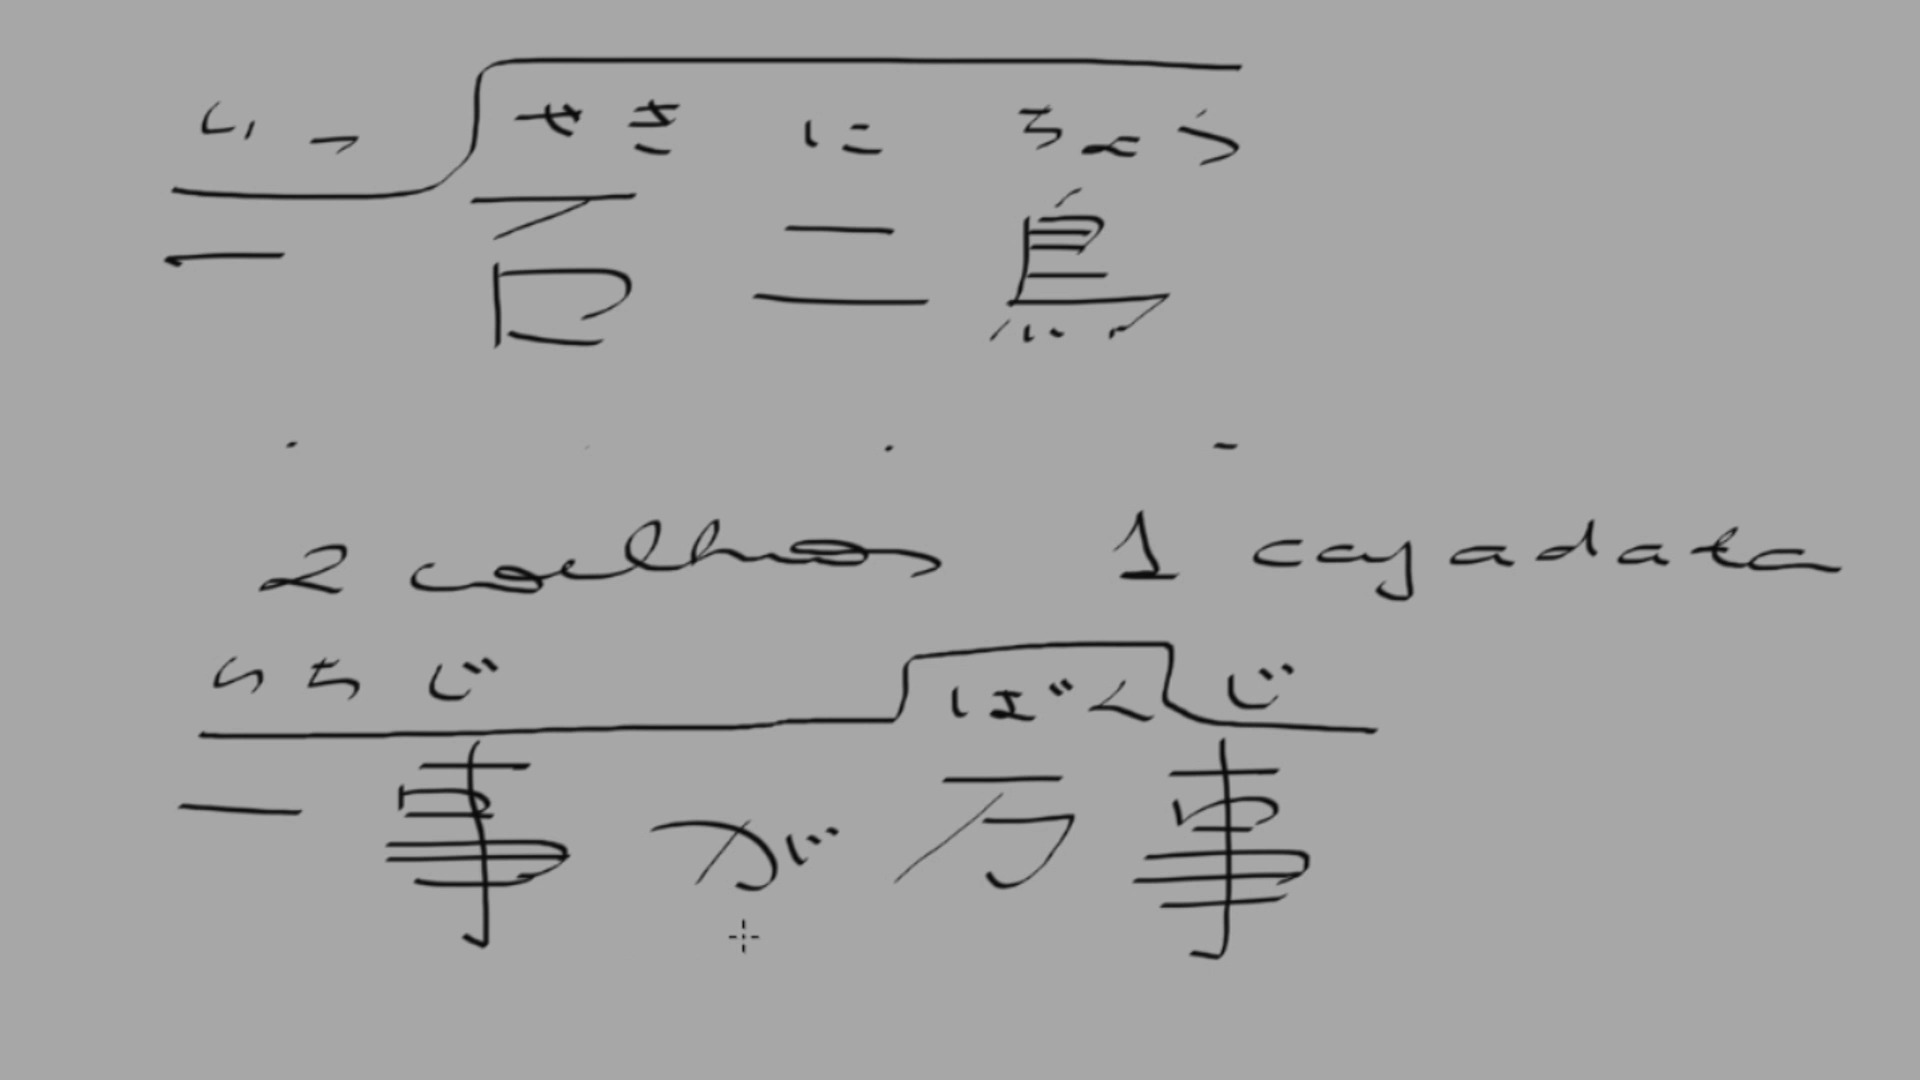 いっ せき に ちょう
一 石 二 鳥
2 coelhos 1 cajadada
いちじ ばんじ
一事が万事